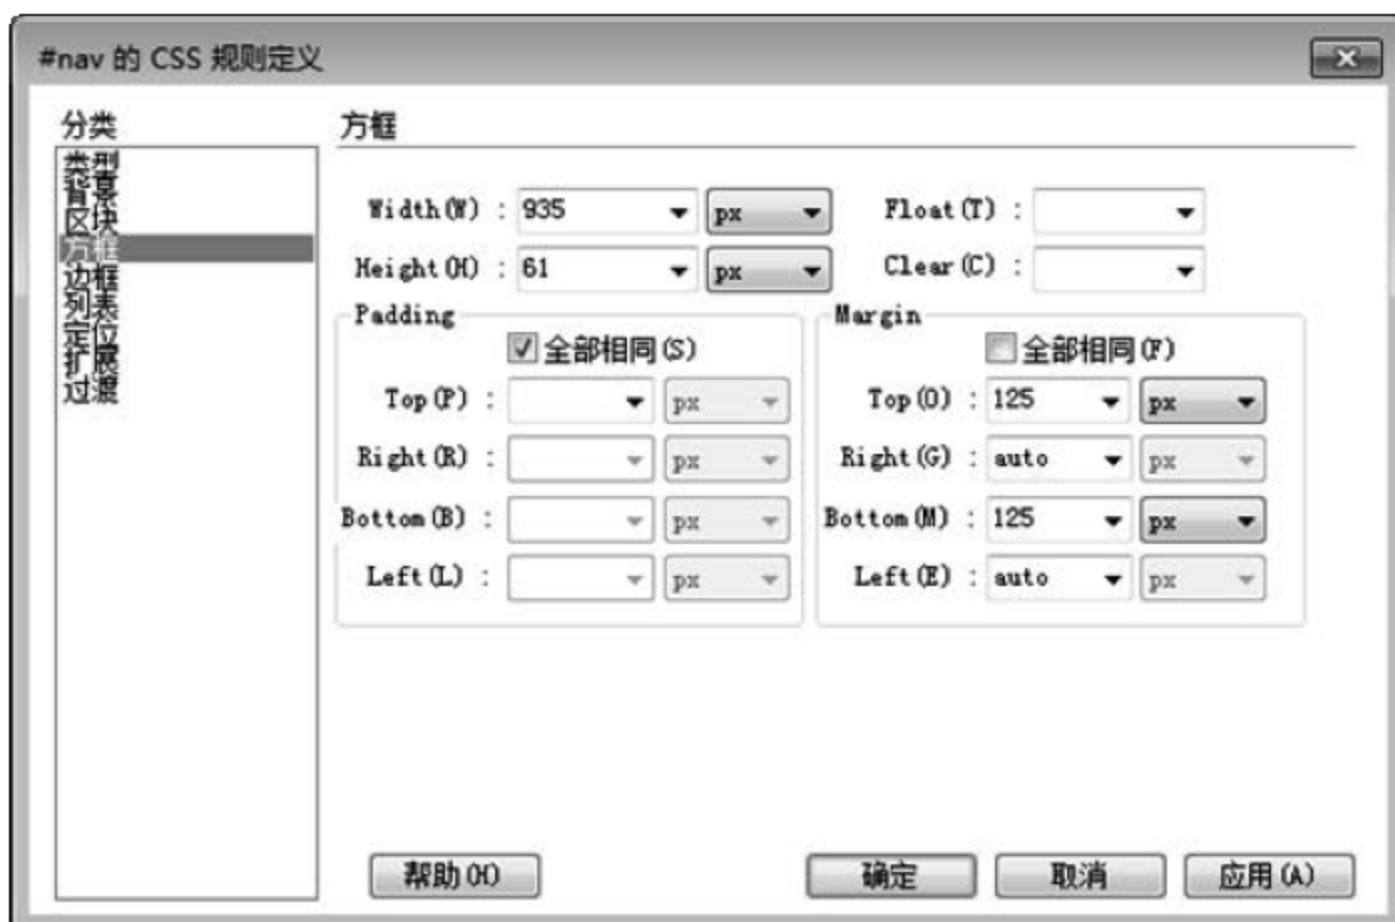 #nav 的 CSS 规则定义
分类
类型
背景
区块
方框
边框
列表
定位
扩展
过渡
方框
Width(W) : 935 px Float(T) :
Height(H) : 61 px Clear(C) :
Padding Margin
全部相同(S) 全部相同(F)
Top(P) : px Top(O) : 125 px
Right(R) : px Right(G) : auto px
Bottom(B) : px Bottom(M) : 125 px
Left(L) : px Left(E) : auto px
帮助(H) 确定 取消 应用(A)